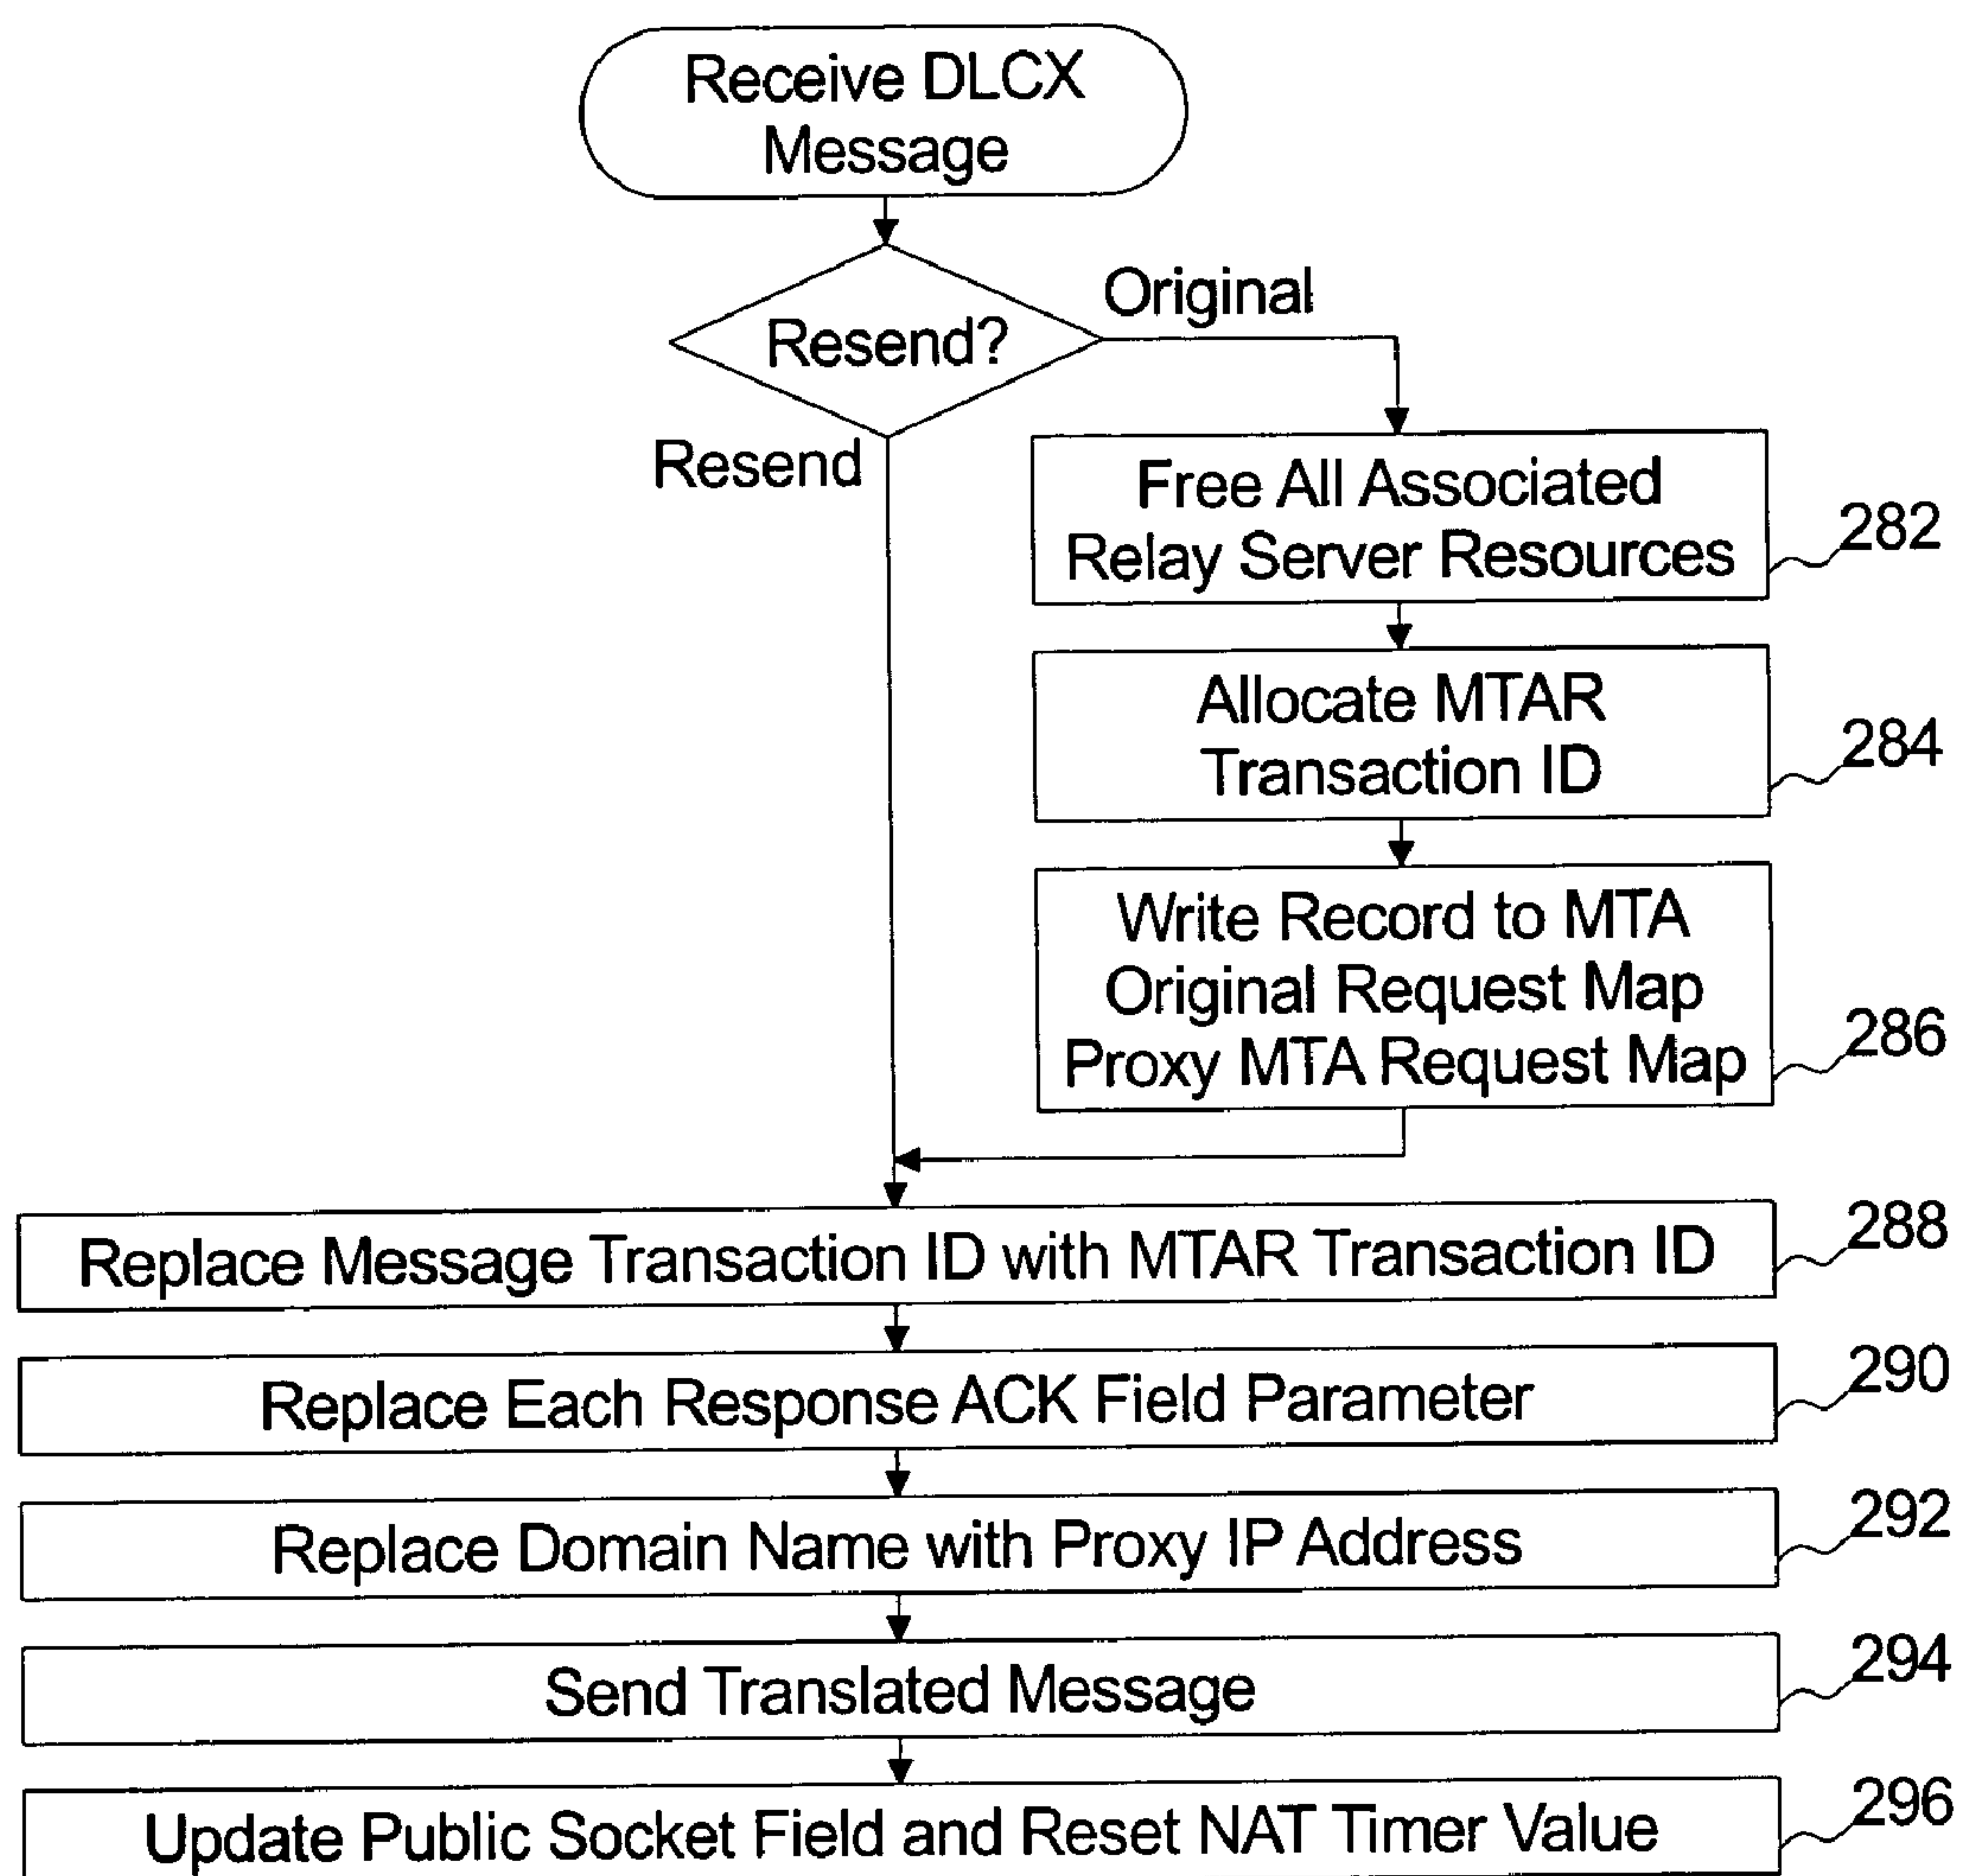 Receive DLCX
Message
Original
Resend?
Resend
Free All Associated
Relay Server Resources
282
Allocate MTAR
Transaction ID
284
Write Record to MTA
Original Request Map
Proxy MTA Request Map
286
Replace Message Transaction ID with MTAR Transaction ID
288
Replace Each Response ACK Field Parameter
290
Replace Domain Name with Proxy IP Address
292
Send Translated Message
294
Update Public Socket Field and Reset NAT Timer Value
296